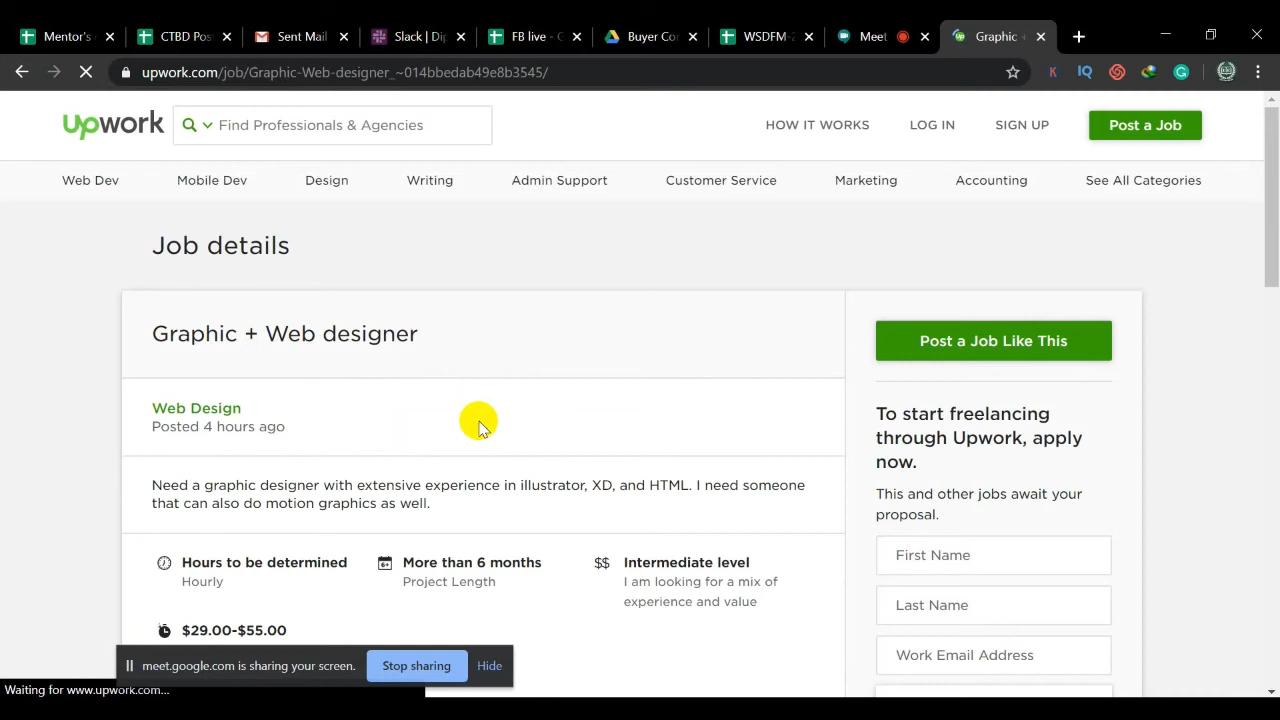 Mentor's
CTBD Pos
Sent Mail
Slack | Dip
FB live - G
Buyer Con
WSDFM-2
Meet
Graphic +
upwork.com/job/Graphic-Web-designer_~014bbedab49e8b3545/
upwork
Find Professionals & Agencies
HOW IT WORKS
LOG IN
SIGN UP
Post a Job
Web Dev
Mobile Dev
Design
Writing
Admin Support
Customer Service
Marketing
Accounting
See All Categories
Job details
Graphic + Web designer
Web Design
Posted 4 hours ago
Need a graphic designer with extensive experience in illustrator, XD, and HTML. I need someone
that can also do motion graphics as well.
Hours to be determined
Hourly
More than 6 months
Project Length
$$ Intermediate level
I am looking for a mix of
experience and value
$29.00-$55.00
Post a Job Like This
To start freelancing
through Upwork, apply
now.
This and other jobs await your
proposal.
First Name
Last Name
Work Email Address
meet.google.com is sharing your screen.
Stop sharing
Hide
Waiting for www.upwork.com...